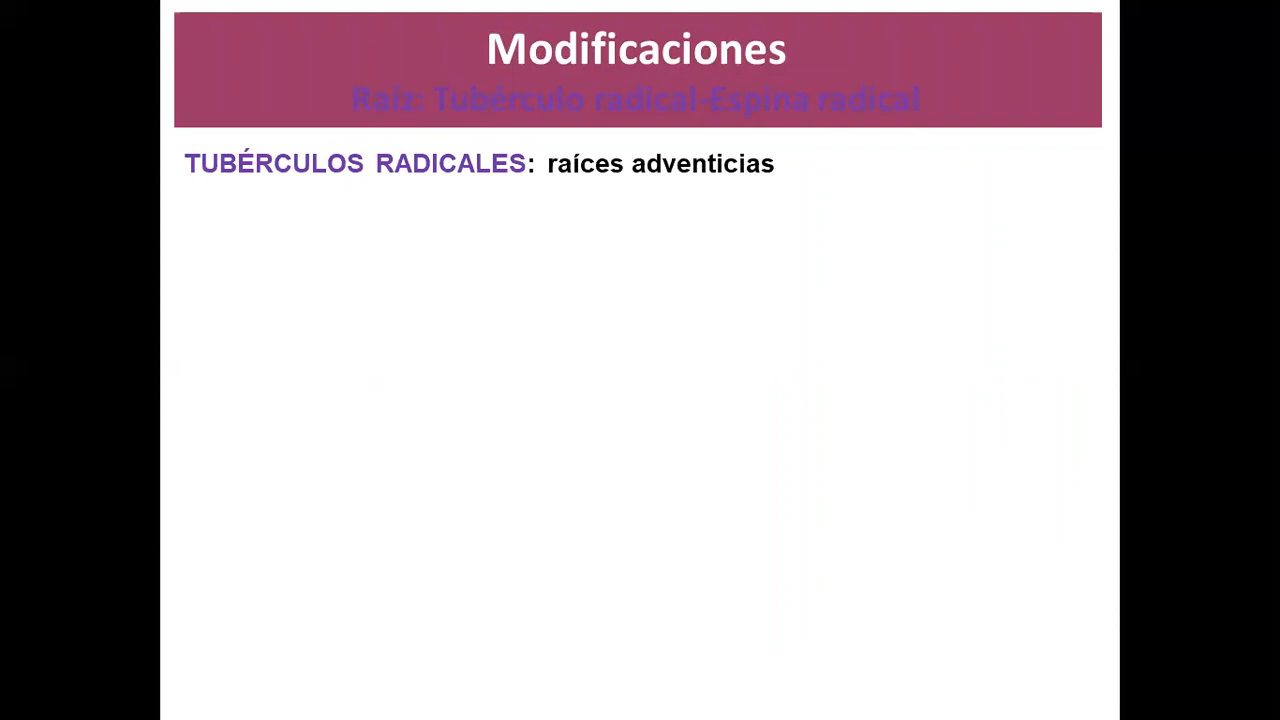 Modificaciones
Raíz: Tubérculo radical-Espina radical
TUBÉRCULOS RADICALES: raíces adventicias